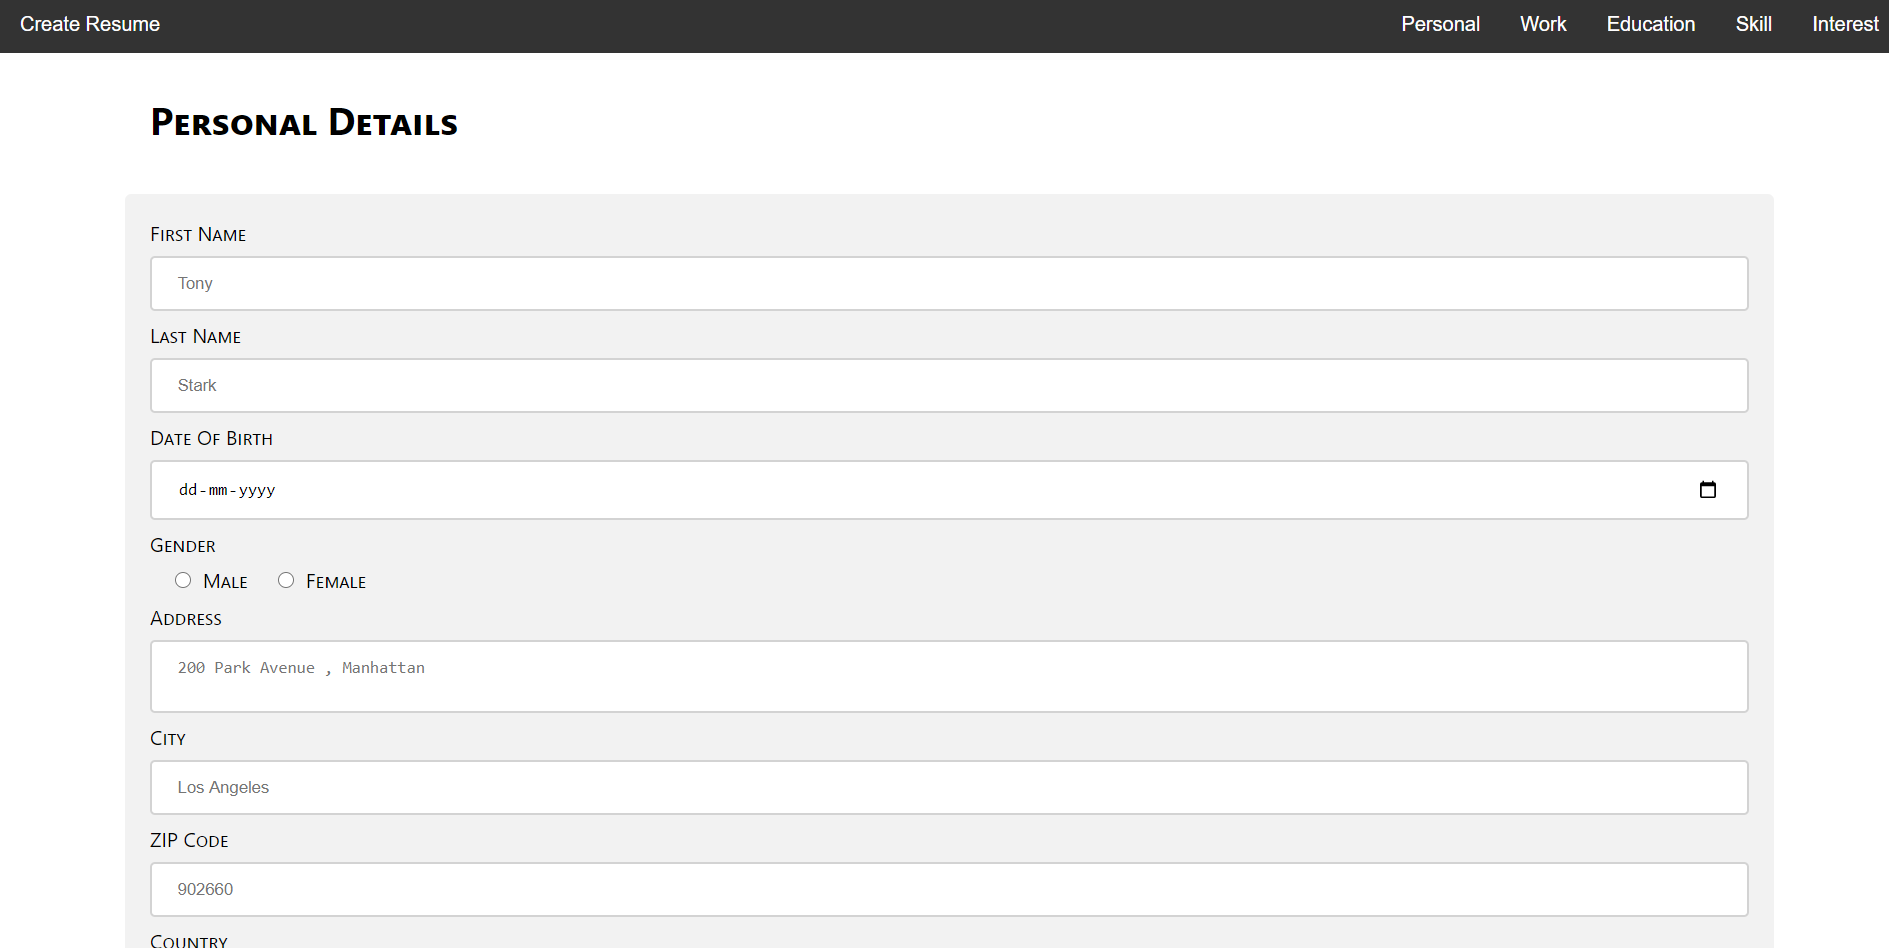 Create Resume Personal Work Education Skill Interest
Personal Details
First Name
Tony
Last Name
Stark
Date Of Birth
dd-mm-yyyy
Gender
Male Female
Address
200 Park Avenue , Manhattan
City
Los Angeles
ZIP Code
902660
Country